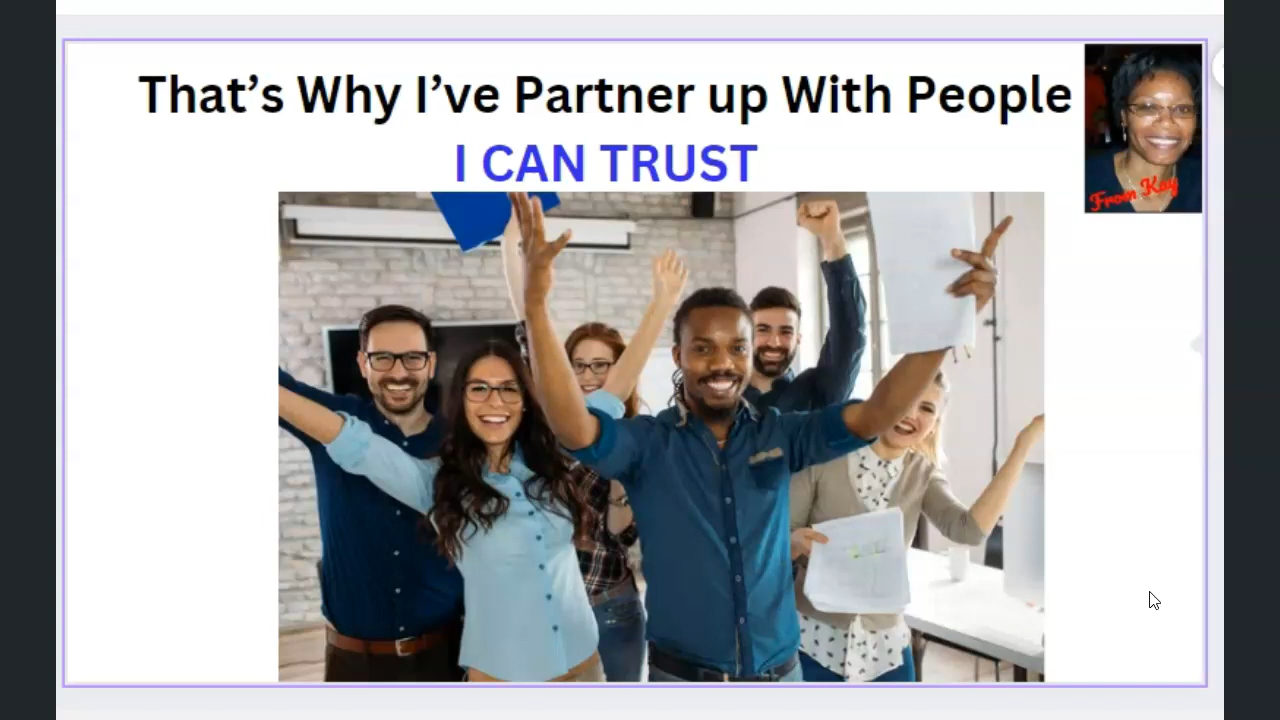 That’s Why I’ve Partner up With People
I CAN TRUST
From Kay